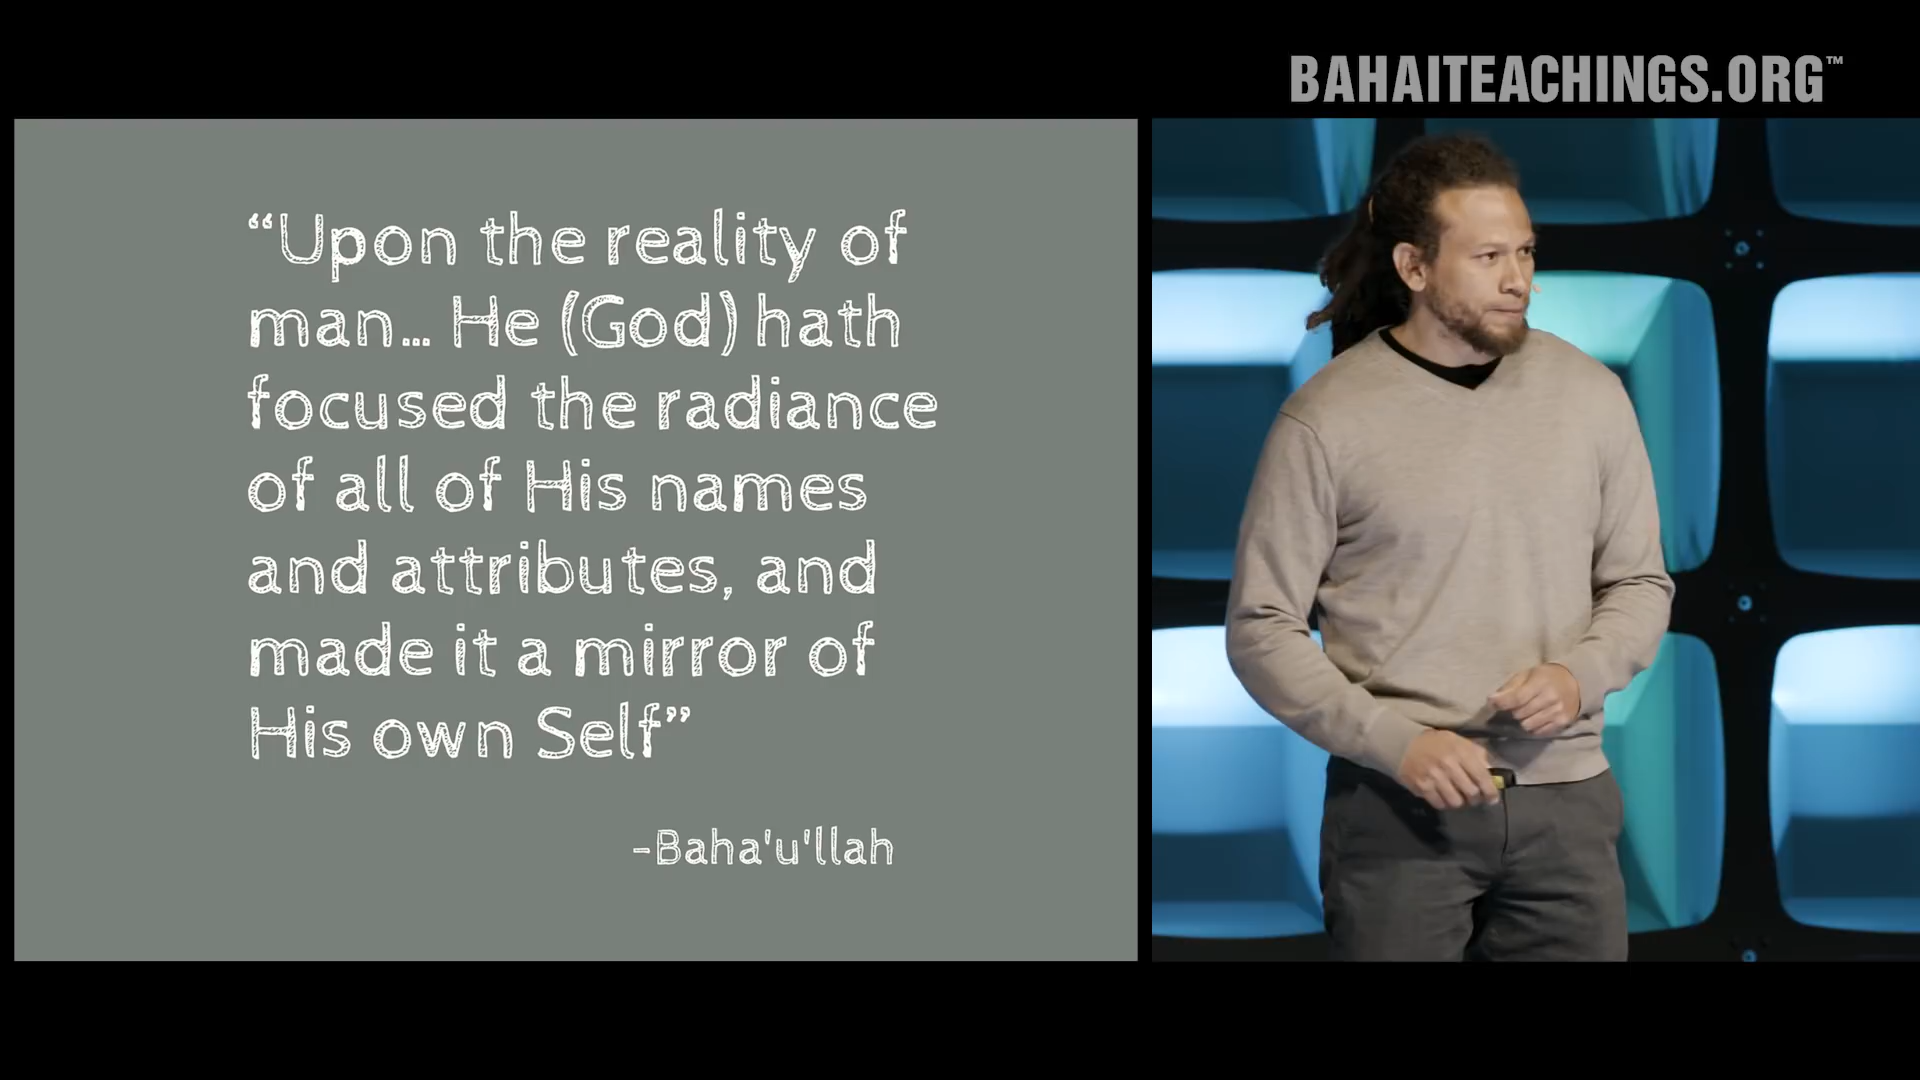 BAHAITEACHINGS.ORG™
“Upon the reality of
man... He (God) hath
focused the radiance
of all of His names
and attributes, and
made it a mirror of
His own Self”
-Baha'u'llah